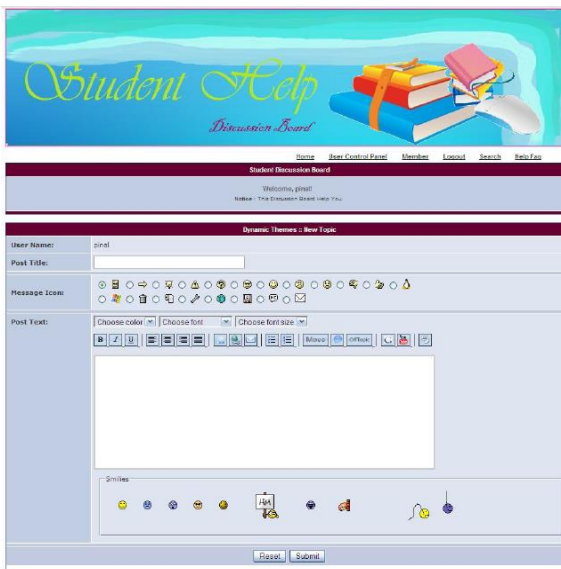 Student Help
Discussion Board
Home User Control Panel Member Logout Search Help Faq
Student Discussion Board
Welcome, pinal!
Notice : This Discussion Board Help You
Dynamic Themes :: New Topic
User Name: pinal
Post Title:
Message Icon:
Post Text: Choose color Choose font Choose font size
B I U Move OffTopic
Smilies
Reset Submit